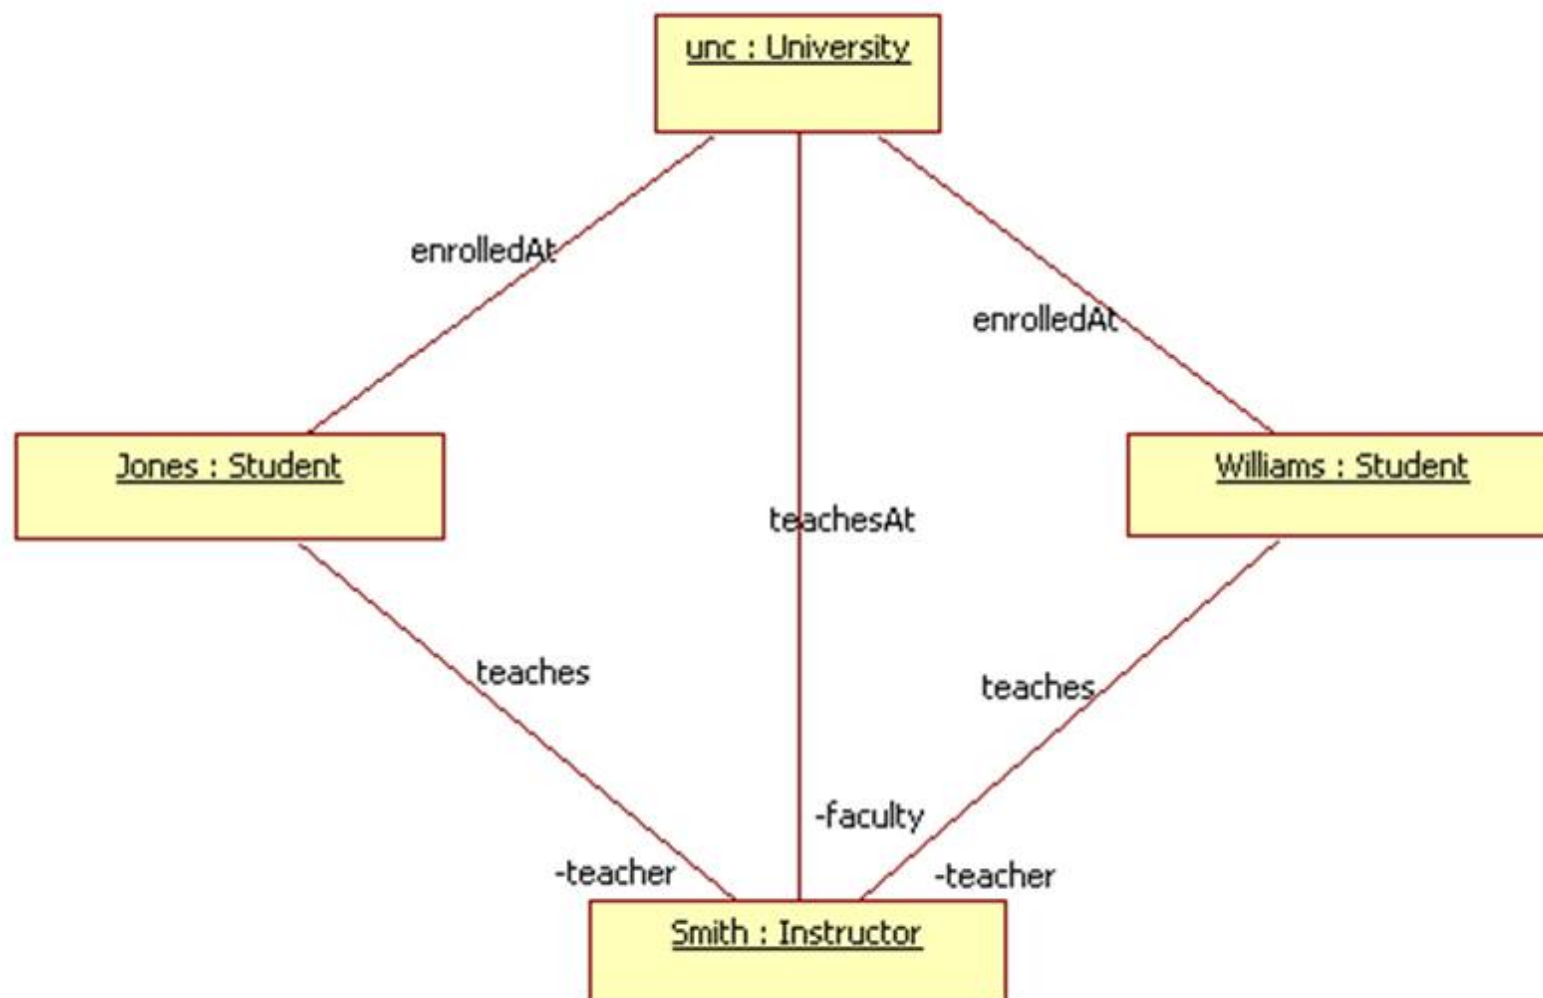 unc : University
enrolledAt
enrolledAt
Jones : Student
Williams : Student
teachesAt
teaches
teaches
-faculty
-teacher
-teacher
Smith : Instructor